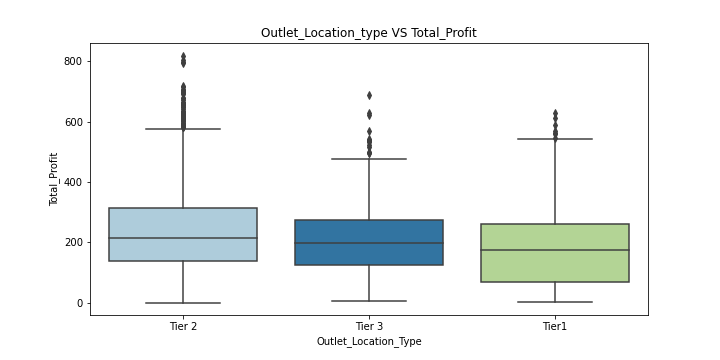 Outlet_Location_type VS Total_Profit
800
600
400
200
0
Total_Profit
Tier 2
Tier 3
Tier1
Outlet_Location_Type